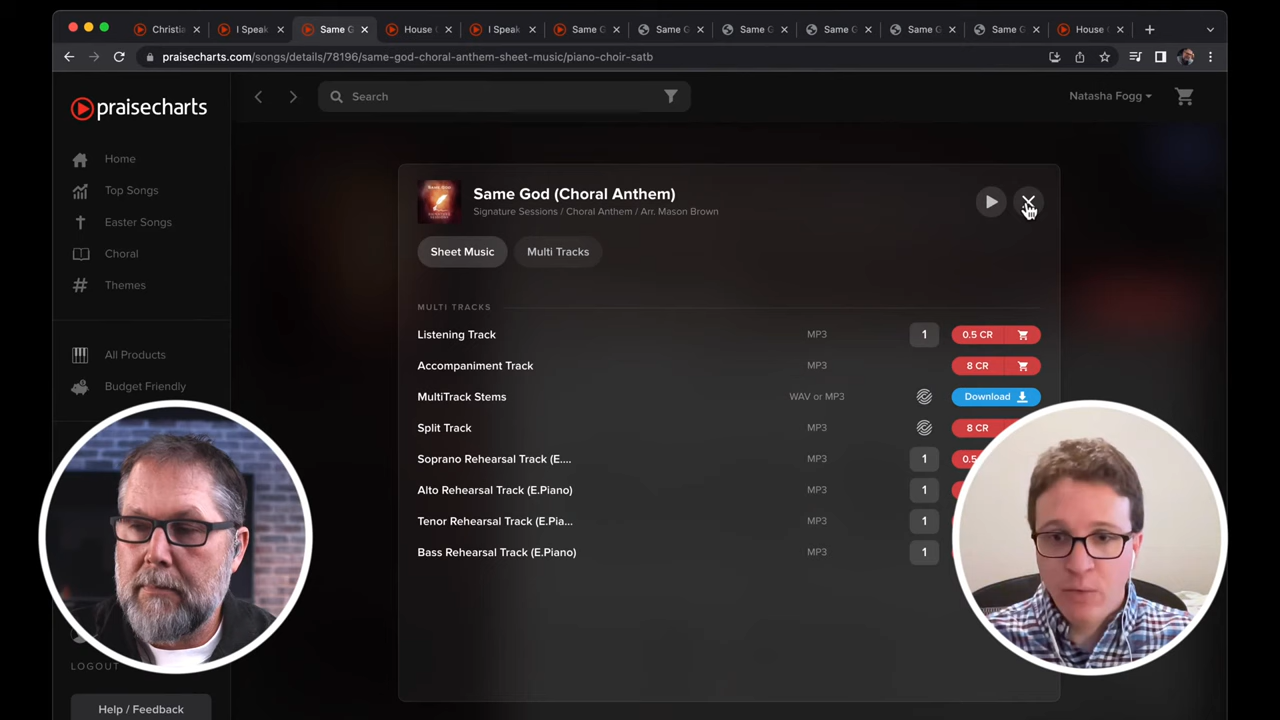 Christia
I Speak
Same G
House G
I Speak
Same G
Same G
Same G
Same G
Same G
Same G
House G
praisecharts.com/songs/details/78196/same-god-choral-anthem-sheet-music/piano-choir-satb
praisecharts
Search
Natasha Fogg
Home
Top Songs
Easter Songs
Choral
Themes
All Products
Budget Friendly
LOGOUT
Help / Feedback
Same God (Choral Anthem)
Signature Sessions / Choral Anthem / Arr. Mason Brown
Sheet Music
Multi Tracks
MULTI TRACKS
Listening Track MP3 1 0.5 CR
Accompaniment Track MP3 8 CR
MultiTrack Stems WAV or MP3 Download
Split Track MP3 8 CR
Soprano Rehearsal Track (E.... MP3 1 0.5
Alto Rehearsal Track (E.Piano) MP3 1
Tenor Rehearsal Track (E.Pia... MP3 1
Bass Rehearsal Track (E.Piano) MP3 1